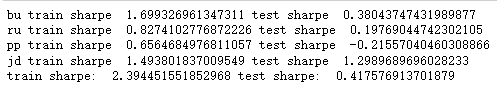 bu train sharpe  1.699326961347311 test sharpe  0.38043747431989877
ru train sharpe  0.8274102776872226 test sharpe  0.19769044742302105
pp train sharpe  0.6564684976811057 test sharpe  -0.21557040460308866
jd train sharpe  1.493801837009549 test sharpe  1.2989689696028233
train sharpe:  2.394451551852968 test sharpe:  0.417576913701879